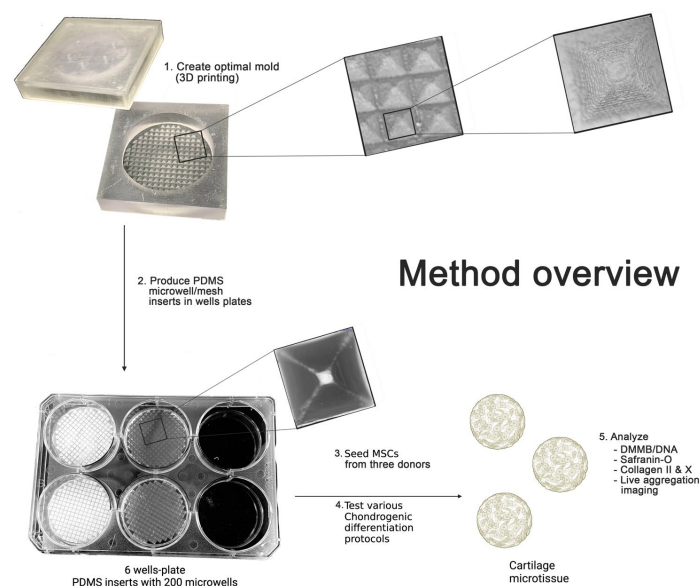 1. Create optimal mold
(3D printing)
2. Produce PDMS
microwell/mesh
inserts in wells plates
Method overview
3. Seed MSCs
from three donors
4. Test various
Chondrogenic
differentiation
protocols
5. Analyze
- DMMB/DNA
- Safranin-O
- Collagen II & X
- Live aggregation
imaging
6 wells-plate
PDMS inserts with 200 microwells
Cartilage
microtissue